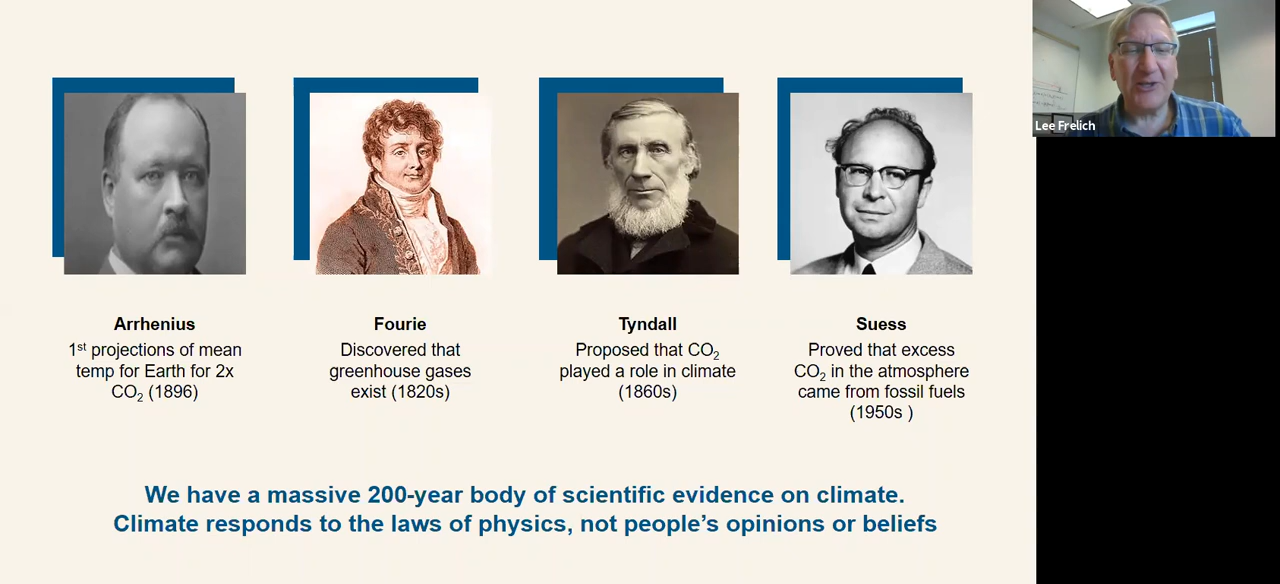 Lee Frelich
Arrhenius
1st projections of mean
temp for Earth for 2x
CO2 (1896)
Fourie
Discovered that
greenhouse gases
exist (1820s)
Tyndall
Proposed that CO2
played a role in climate
(1860s)
Suess
Proved that excess
CO2 in the atmosphere
came from fossil fuels
(1950s )
We have a massive 200-year body of scientific evidence on climate.
Climate responds to the laws of physics, not people’s opinions or beliefs